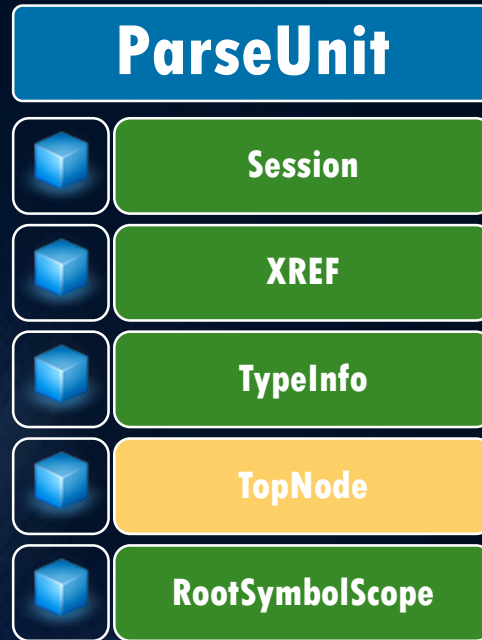 ParseUnit
Session
XREF
TypeInfo
TopNode
RootSymbolScope